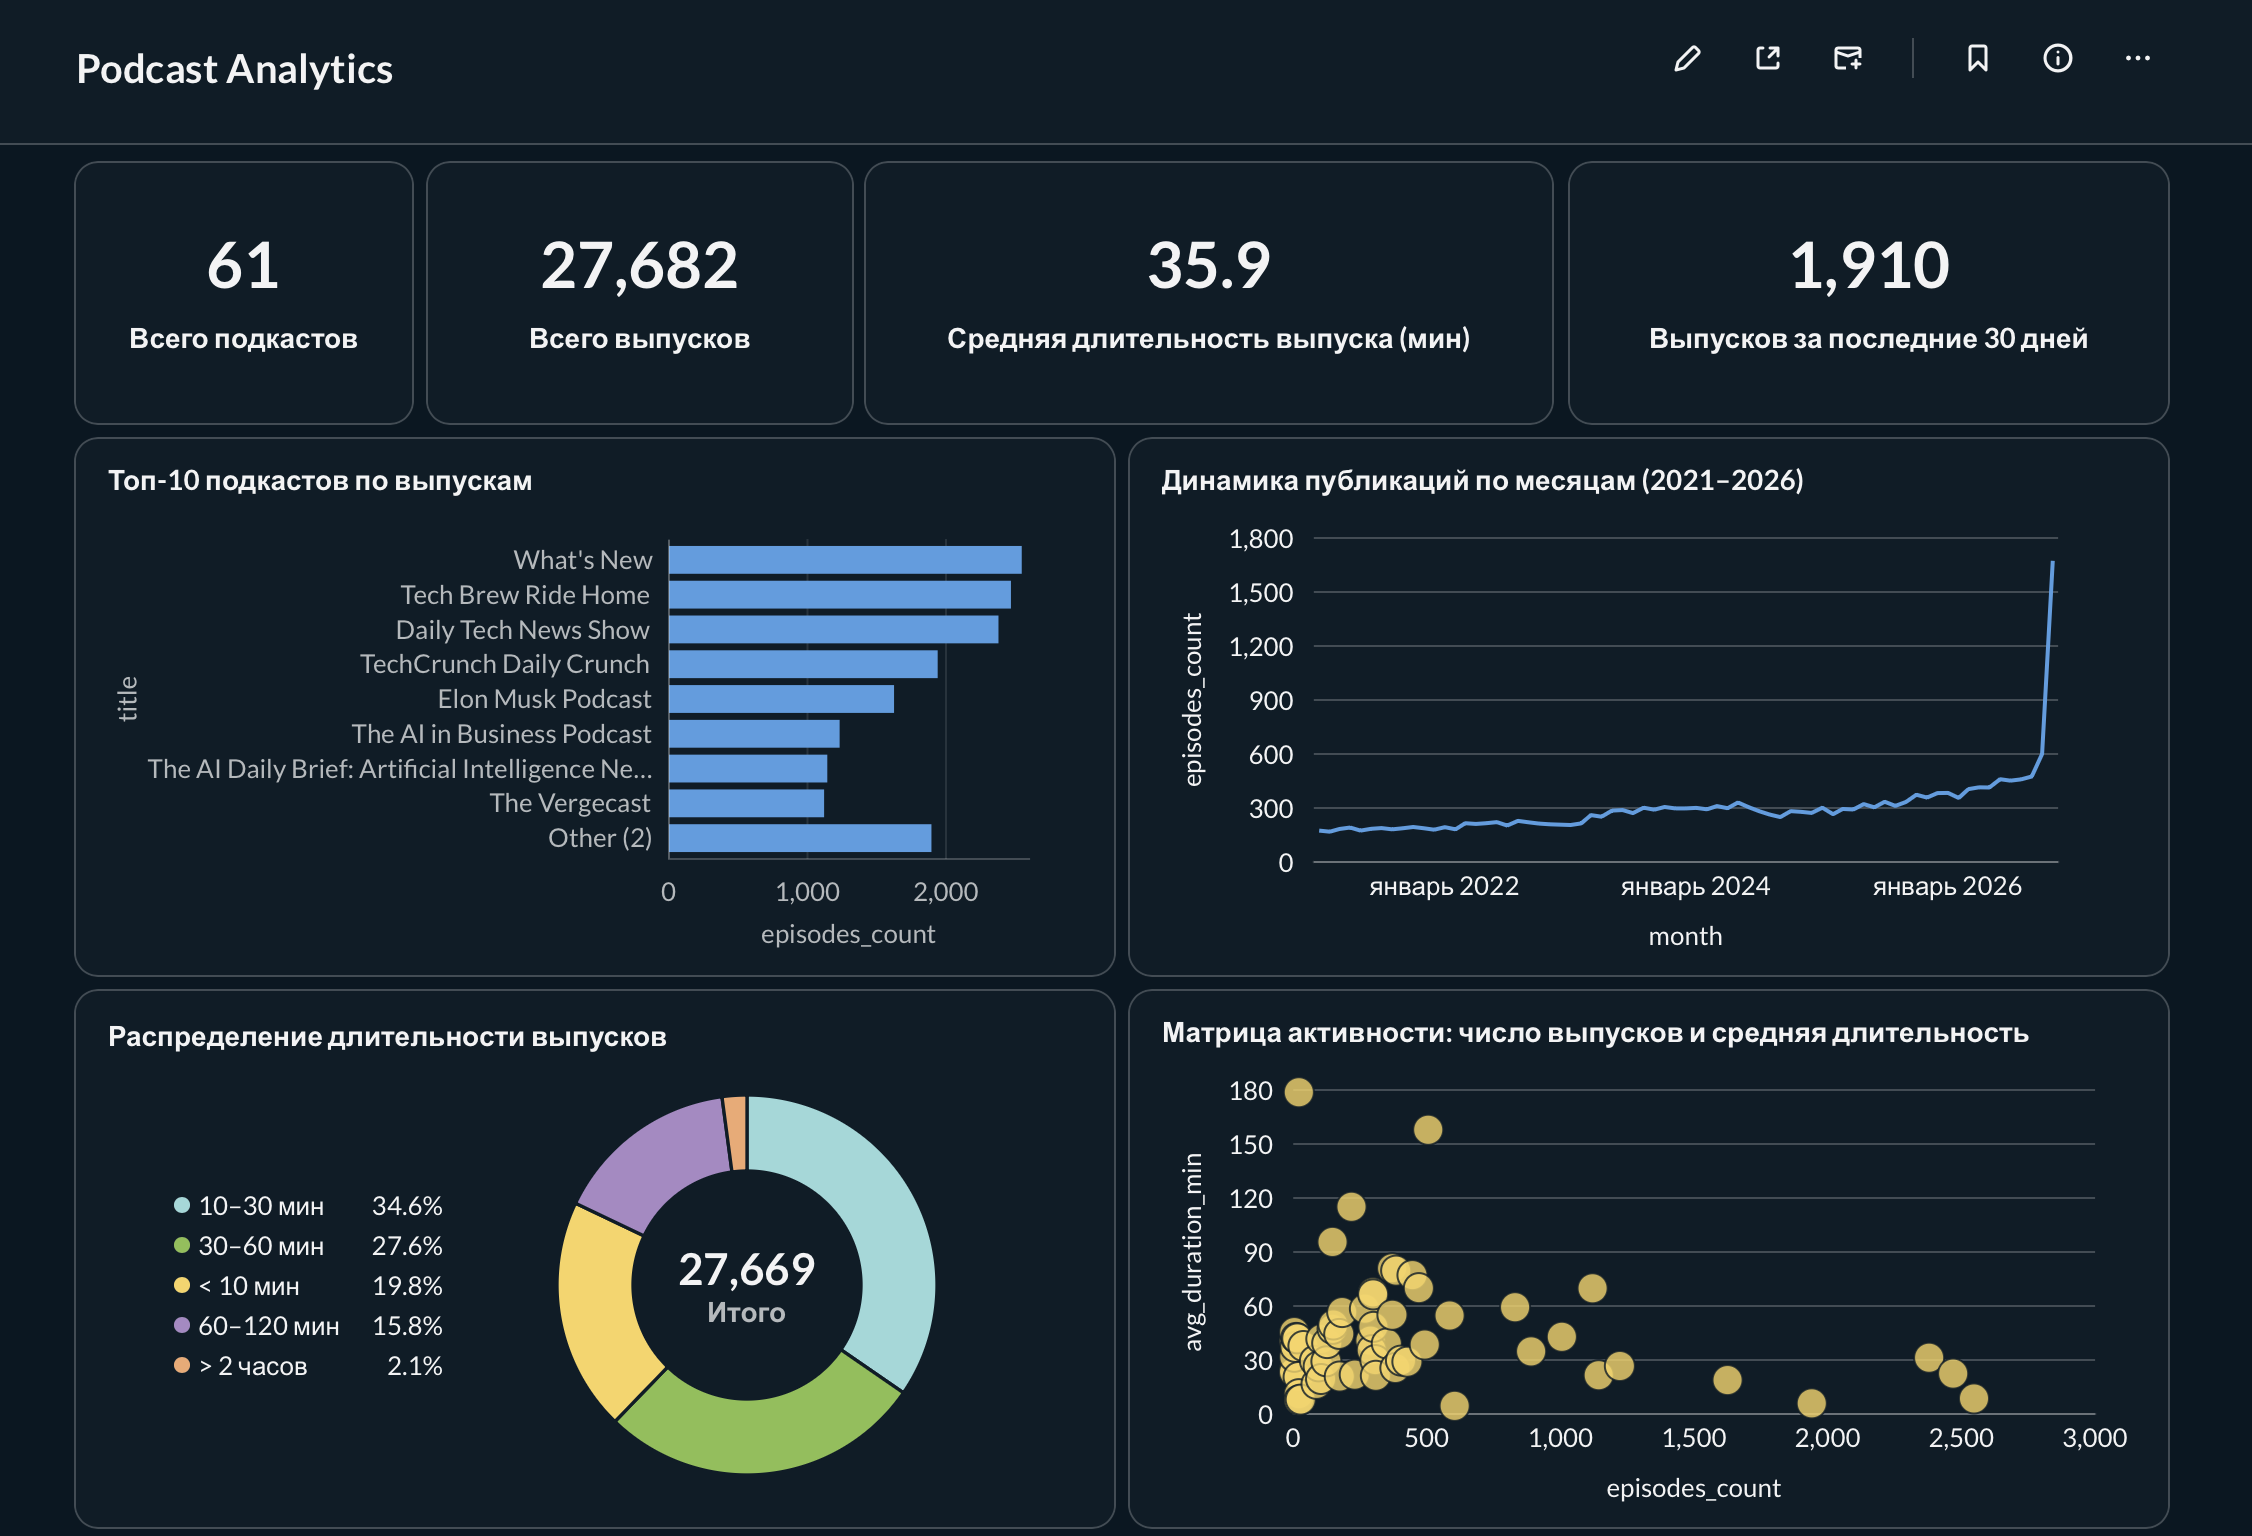 Podcast Analytics
61
Всего подкастов
27,682
Всего выпусков
35.9
Средняя длительность выпуска (мин)
1,910
Выпусков за последние 30 дней
Топ-10 подкастов по выпускам
title
What's New
Tech Brew Ride Home
Daily Tech News Show
TechCrunch Daily Crunch
Elon Musk Podcast
The AI in Business Podcast
The AI Daily Brief: Artificial Intelligence Ne...
The Vergecast
Other (2)
0 1,000 2,000
episodes_count
Динамика публикаций по месяцам (2021–2026)
episodes_count
1,800
1,500
1,200
900
600
300
0
январь 2022 январь 2024 январь 2026
month
Распределение длительности выпусков
10–30 мин 34.6%
30–60 мин 27.6%
< 10 мин 19.8%
60–120 мин 15.8%
> 2 часов 2.1%
27,669
Итого
Матрица активности: число выпусков и средняя длительность
avg_duration_min
180
150
120
90
60
30
0
0 500 1,000 1,500 2,000 2,500 3,000
episodes_count